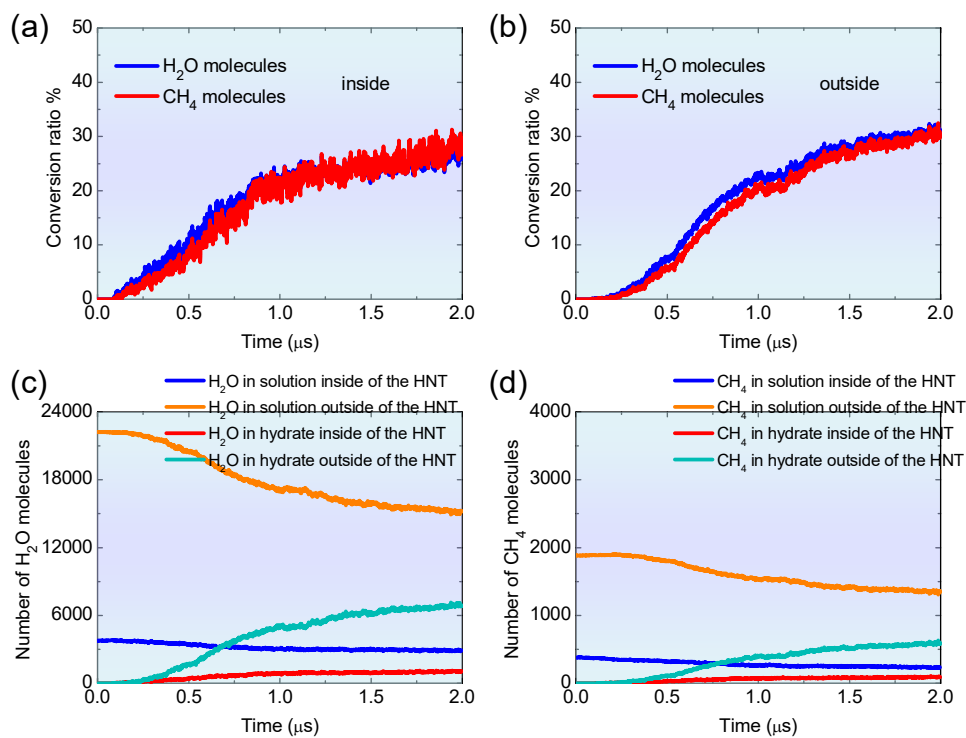 (a)
50
40
30
20
10
0
Conversion ratio %
H₂O molecules
CH₄ molecules
inside
0.0 0.5 1.0 1.5 2.0
Time (μs)
(b)
50
40
30
20
10
0
Conversion ratio %
H₂O molecules
CH₄ molecules
outside
0.0 0.5 1.0 1.5 2.0
Time (μs)
(c)
H₂O in solution inside of the HNT
H₂O in solution outside of the HNT
H₂O in hydrate inside of the HNT
H₂O in hydrate outside of the HNT
24000
18000
12000
6000
0
Number of H₂O molecules
0.0 0.5 1.0 1.5 2.0
Time (μs)
(d)
CH₄ in solution inside of the HNT
CH₄ in solution outside of the HNT
CH₄ in hydrate inside of the HNT
CH₄ in hydrate outside of the HNT
4000
3000
2000
1000
0
Number of CH₄ molecules
0.0 0.5 1.0 1.5 2.0
Time (μs)